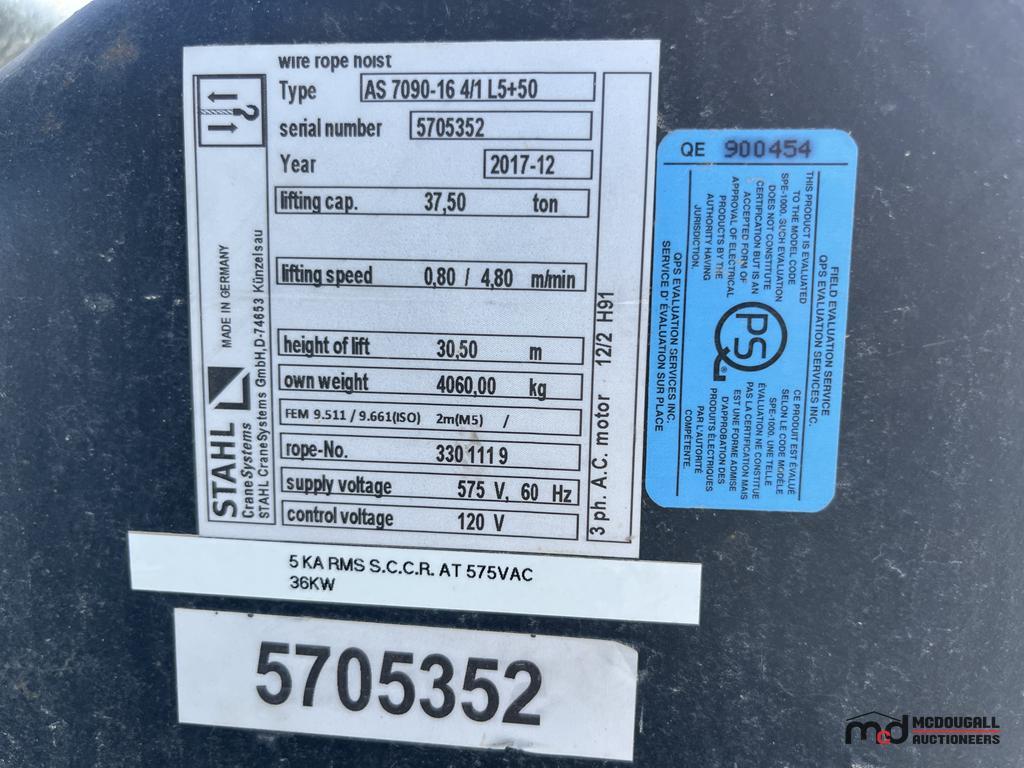 wire rope hoist
Type AS 7090-16 4/1 L5+50
serial number 5705352
Year 2017-12
lifting cap. 37,50 ton
lifting speed 0,80 / 4,80 m/min
height of lift 30,50 m
own weight 4060,00 kg
FEM 9.511 / 9.661(ISO) 2m(M5) /
rope-No. 330 111 9
supply voltage 575 V, 60 Hz
control voltage 120 V
3 ph. A.C. motor 12/2 H91
MADE IN GERMANY
STAHL
CraneSystems
STAHL CraneSystems GmbH, D-74653 Künzelsau
5 KA RMS S.C.C.R. AT 575VAC
36KW
5705352
QE 900454
FIELD EVALUATION SERVICE
QPS EVALUATION SERVICES INC.
THIS PRODUCT IS EVALUATED
TO THE MODEL CODE
SPE-1000. SUCH EVALUATION
DOES NOT CONSTITUTE
CERTIFICATION BUT IS AN
ACCEPTED FORM OF
APPROVAL OF ELECTRICAL
PRODUCTS BY THE
AUTHORITY HAVING
JURISDICTION.
QPS
®
CE PRODUIT EST ÉVALUÉ
SELON LE CODE MODÈLE
SPE-1000. UNE TELLE
ÉVALUATION NE CONSTITUE
PAS LA CERTIFICATION MAIS
EST UNE FORME ADMISE
D'APPROBATION DES
PRODUITS ÉLECTRIQUES
PAR L'AUTORITÉ
COMPÉTENTE.
QPS EVALUATION SERVICES INC.
SERVICE D' ÉVALUATION SUR PLACE
mcd MCDOUGALL
AUCTIONEERS